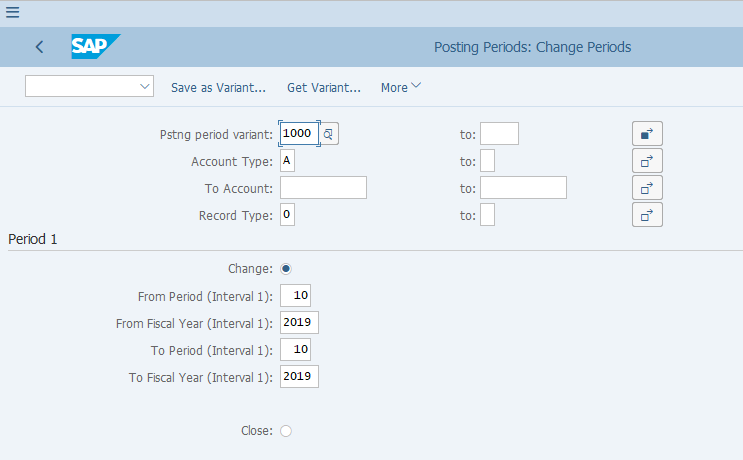 SAP Posting Periods: Change Periods
Save as Variant... Get Variant... More
Pstng period variant: 1000 to:
Account Type: A to:
To Account: to:
Record Type: 0 to:
Period 1
Change:
From Period (Interval 1): 10
From Fiscal Year (Interval 1): 2019
To Period (Interval 1): 10
To Fiscal Year (Interval 1): 2019
Close: